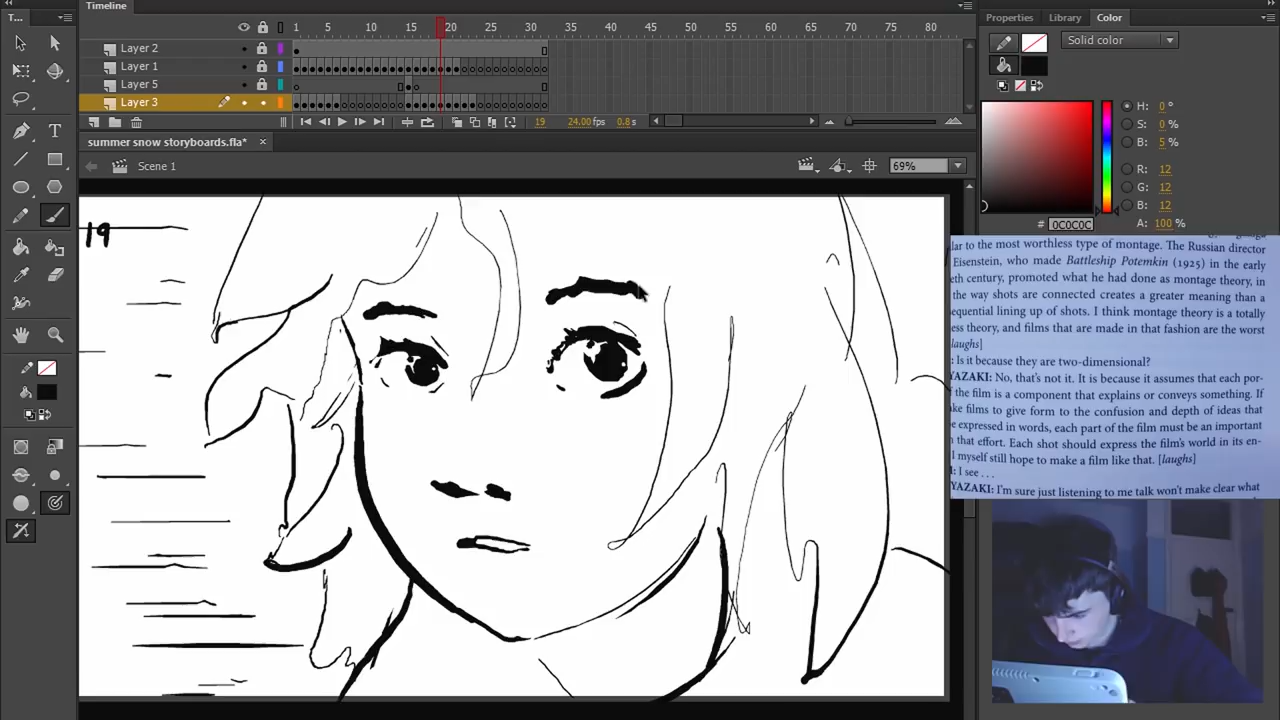 Timeline
Properties Library Color
T...
1 5 10 15 20 25 30 35 40 45 50 55 60 65 70 75 80
Layer 2
Layer 1
Layer 5
Layer 3
19 24.00 fps 0.8 s
Solid color
H: 0 °
S: 0 %
B: 5 %
R: 12
G: 12
B: 12
# 0C0C0C A: 100 %
summer snow storyboards.fla*
Scene 1
69%
19
lar to the most worthless type of montage. The Russian director
Eisenstein, who made Battleship Potemkin (1925) in the early
eth century, promoted what he had done as montage theory, in
the way shots are connected creates a greater meaning than a
equential lining up of shots. I think montage theory is a totally
ess theory, and films that are made in that fashion are the worst
laughs]
: Is it because they are two-dimensional?
YAZAKI: No, that's not it. It is because it assumes that each por-
f the film is a component that explains or conveys something. If
ke films to give form to the confusion and depth of ideas that
e expressed in words, each part of the film must be an important
n that effort. Each shot should express the film's world in its en-
I myself still hope to make a film like that. [laughs]
: I see . . .
YAZAKI: I'm sure just listening to me talk won't make clear what